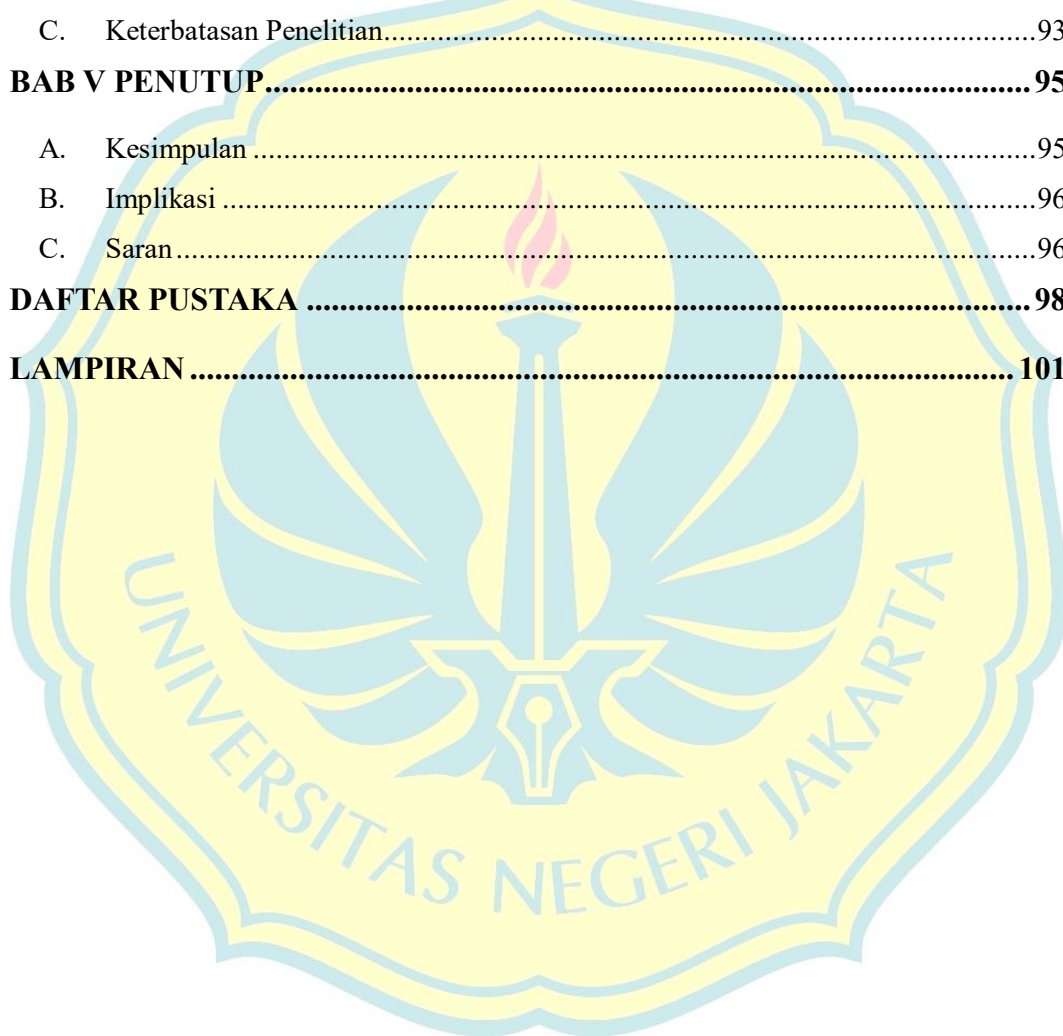 C. Keterbatasan Penelitian........................................................................................93
BAB V PENUTUP................................................................................................95
A. Kesimpulan........................................................................................................95
B. Implikasi............................................................................................................96
C. Saran..................................................................................................................96
DAFTAR PUSTAKA...........................................................................................98
LAMPIRAN........................................................................................................101
UNIVERSITAS NEGERI JAKARTA